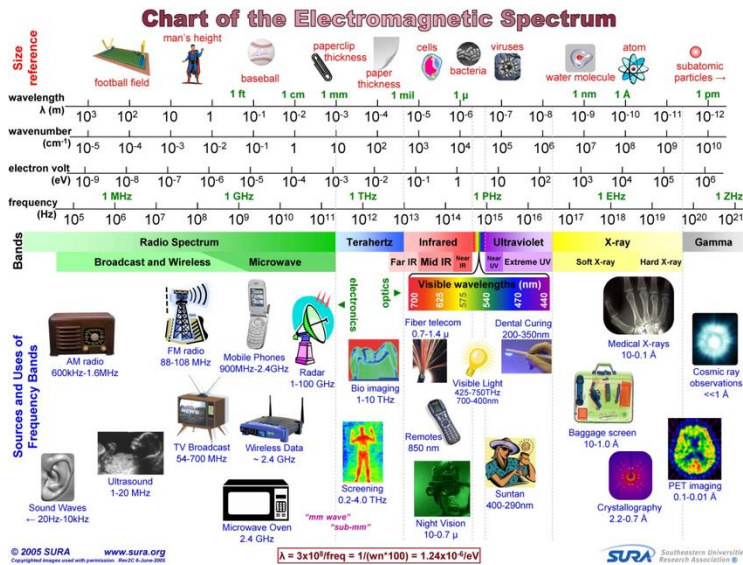 Chart of the Electromagnetic Spectrum
Size
reference
football field
man's height
baseball
paperclip
thickness
paper
thickness
cells
bacteria
viruses
water molecule
atom
subatomic
particles →
wavelength
λ (m)
1 ft
1 cm
1 mm
1 mil
1 µ
1 nm
1 Å
1 pm
10³ 10² 10 1 10⁻¹ 10⁻² 10⁻³ 10⁻⁴ 10⁻⁵ 10⁻⁶ 10⁻⁷ 10⁻⁸ 10⁻⁹ 10⁻¹⁰ 10⁻¹¹ 10⁻¹²
wavenumber
(cm⁻¹)
10⁻⁵ 10⁻⁴ 10⁻³ 10⁻² 10⁻¹ 1 10 10² 10³ 10⁴ 10⁵ 10⁶ 10⁷ 10⁸ 10⁹ 10¹⁰
electron volt
(eV)
10⁻⁹ 10⁻⁸ 10⁻⁷ 10⁻⁶ 10⁻⁵ 10⁻⁴ 10⁻³ 10⁻² 10⁻¹ 1 10 10² 10³ 10⁴ 10⁵ 10⁶
frequency
(Hz)
1 MHz
1 GHz
1 THz
1 PHz
1 EHz
1 ZHz
10⁵ 10⁶ 10⁷ 10⁸ 10⁹ 10¹⁰ 10¹¹ 10¹² 10¹³ 10¹⁴ 10¹⁵ 10¹⁶ 10¹⁷ 10¹⁸ 10¹⁹ 10²⁰ 10²¹
Bands
Radio Spectrum
Terahertz
Infrared
Ultraviolet
X-ray
Gamma
Broadcast and Wireless
Microwave
Far IR
Mid IR
Near
IR
Near
UV
Extreme UV
Soft X-ray
Hard X-ray
electronics
optics
Visible wavelengths (nm)
700 625 575 540 470 440
Sources and Uses of
Frequency Bands
AM radio
600kHz-1.6MHz
FM radio
88-108 MHz
Mobile Phones
900MHz-2.4GHz
Radar
1-100 GHz
Bio imaging
1-10 THz
Fiber telecom
0.7-1.4 µ
Visible Light
425-750THz
700-400nm
Dental Curing
200-350nm
Medical X-rays
10-0.1 Å
Cosmic ray
observations
<<1 Å
NEWS
TV Broadcast
54-700 MHz
Wireless Data
~ 2.4 GHz
Remotes
850 nm
Baggage screen
10-1.0 Å
Sound Waves
← 20Hz-10kHz
Ultrasound
1-20 MHz
Microwave Oven
2.4 GHz
Screening
0.2-4.0 THz
"mm wave"
"sub-mm"
Night Vision
10-0.7 µ
Suntan
400-290nm
Crystallography
2.2-0.7 Å
PET imaging
0.1-0.01 Å
© 2005 SURA www.sura.org
Copyrighted images used with permission. Rev2C 6-June-2005
λ = 3x10⁸/freq = 1/(wn*100) = 1.24x10⁻⁶/eV
SURA
Southeastern Universities
Research Association ®